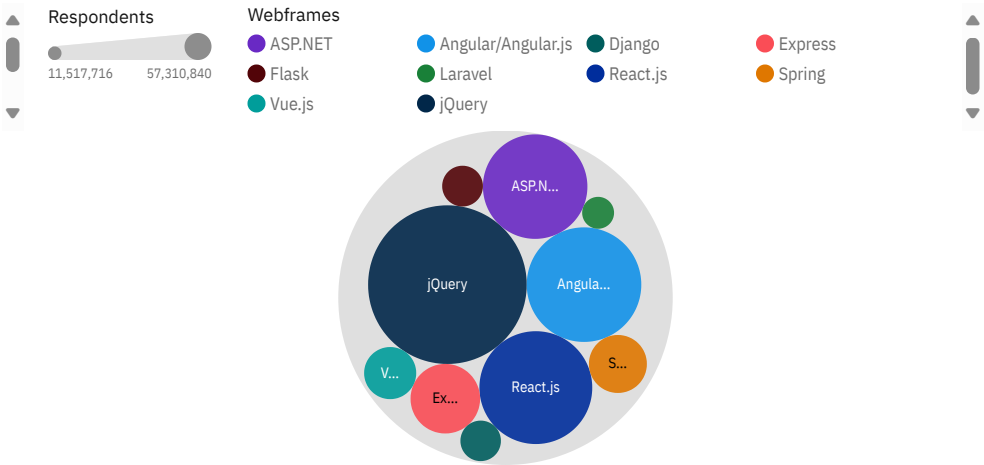 Respondents
11,517,716 57,310,840
Webframes
ASP.NET Angular/Angular.js Django Express
Flask Laravel React.js Spring
Vue.js jQuery
ASP.N...
jQuery
Angula...
S...
V...
React.js
Ex...